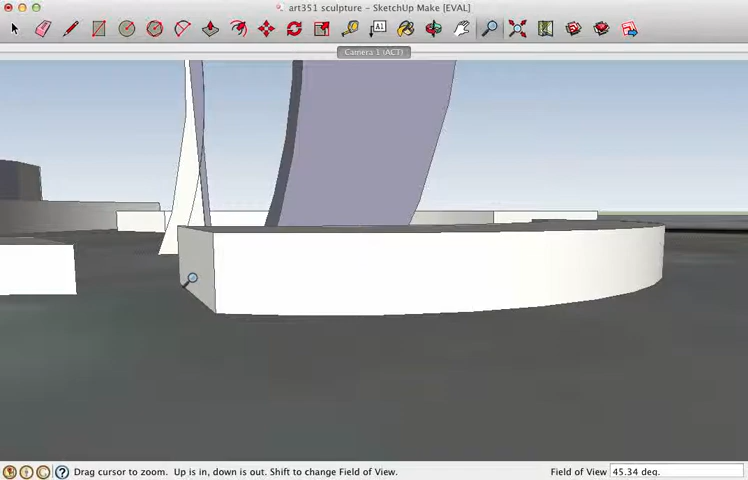 art351 sculpture - SketchUp Make [EVAL]
A1
Camera 1 (ACT)
Drag cursor to zoom. Up is in, down is out. Shift to change Field of View.
Field of View 45.34 deg.